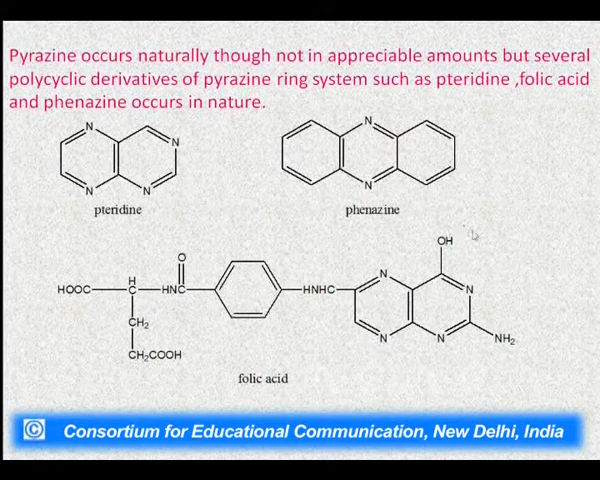 Pyrazine occurs naturally though not in appreciable amounts but several
polycyclic derivatives of pyrazine ring system such as pteridine ,folic acid
and phenazine occurs in nature.
N N N N
pteridine
N N
phenazine
OH
O
HOOC H C HNC HNHC N N N N NH2
CH2
CH2COOH
folic acid
© Consortium for Educational Communication, New Delhi, India